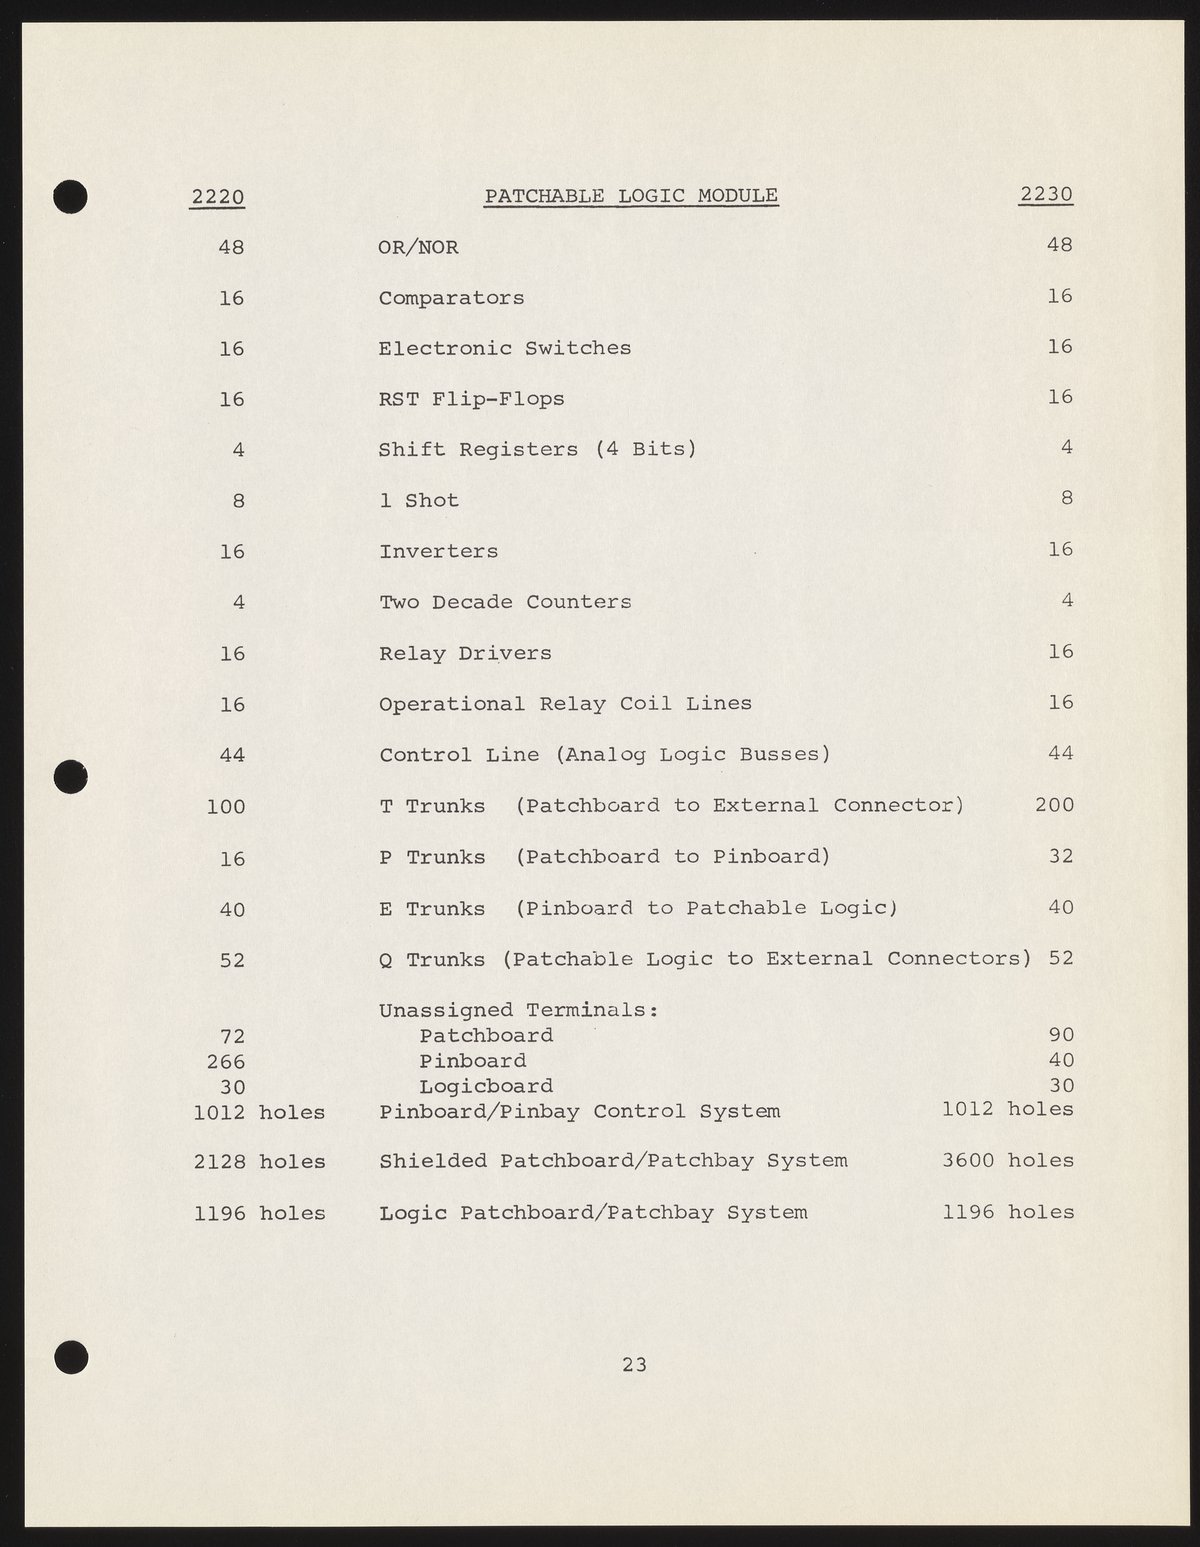 2220 PATCHABLE LOGIC MODULE 2230
48 OR/NOR 48
16 Comparators 16
16 Electronic Switches 16
16 RST Flip-Flops 16
4 Shift Registers (4 Bits) 4
8 1 Shot 8
16 Inverters 16
4 Two Decade Counters 4
16 Relay Drivers 16
16 Operational Relay Coil Lines 16
44 Control Line (Analog Logic Busses) 44
100 T Trunks (Patchboard to External Connector) 200
16 P Trunks (Patchboard to Pinboard) 32
40 E Trunks (Pinboard to Patchable Logic) 40
52 Q Trunks (Patchable Logic to External Connectors) 52
Unassigned Terminals:
72 Patchboard 90
266 Pinboard 40
30 Logicboard 30
1012 holes Pinboard/Pinbay Control System 1012 holes
2128 holes Shielded Patchboard/Patchbay System 3600 holes
1196 holes Logic Patchboard/Patchbay System 1196 holes
23